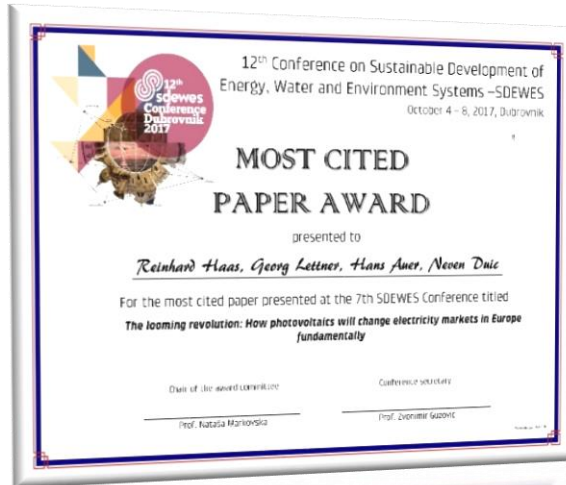 12th
sdewes
Conference
Dubrovnik
2017
12th Conference on Sustainable Development of
Energy, Water and Environment Systems –SDEWES
October 4 – 8, 2017, Dubrovnik
MOST CITED
PAPER AWARD
presented to
Reinhard Haas, Georg Lettner, Hans Auer, Neven Duic
For the most cited paper presented at the 7th SDEWES Conference titled
The looming revolution: How photovoltaics will change electricity markets in Europe
fundamentally
Chair of the award committee
Conference secretary
Prof. Nataša Markovska
Prof. Zvonimir Guzović